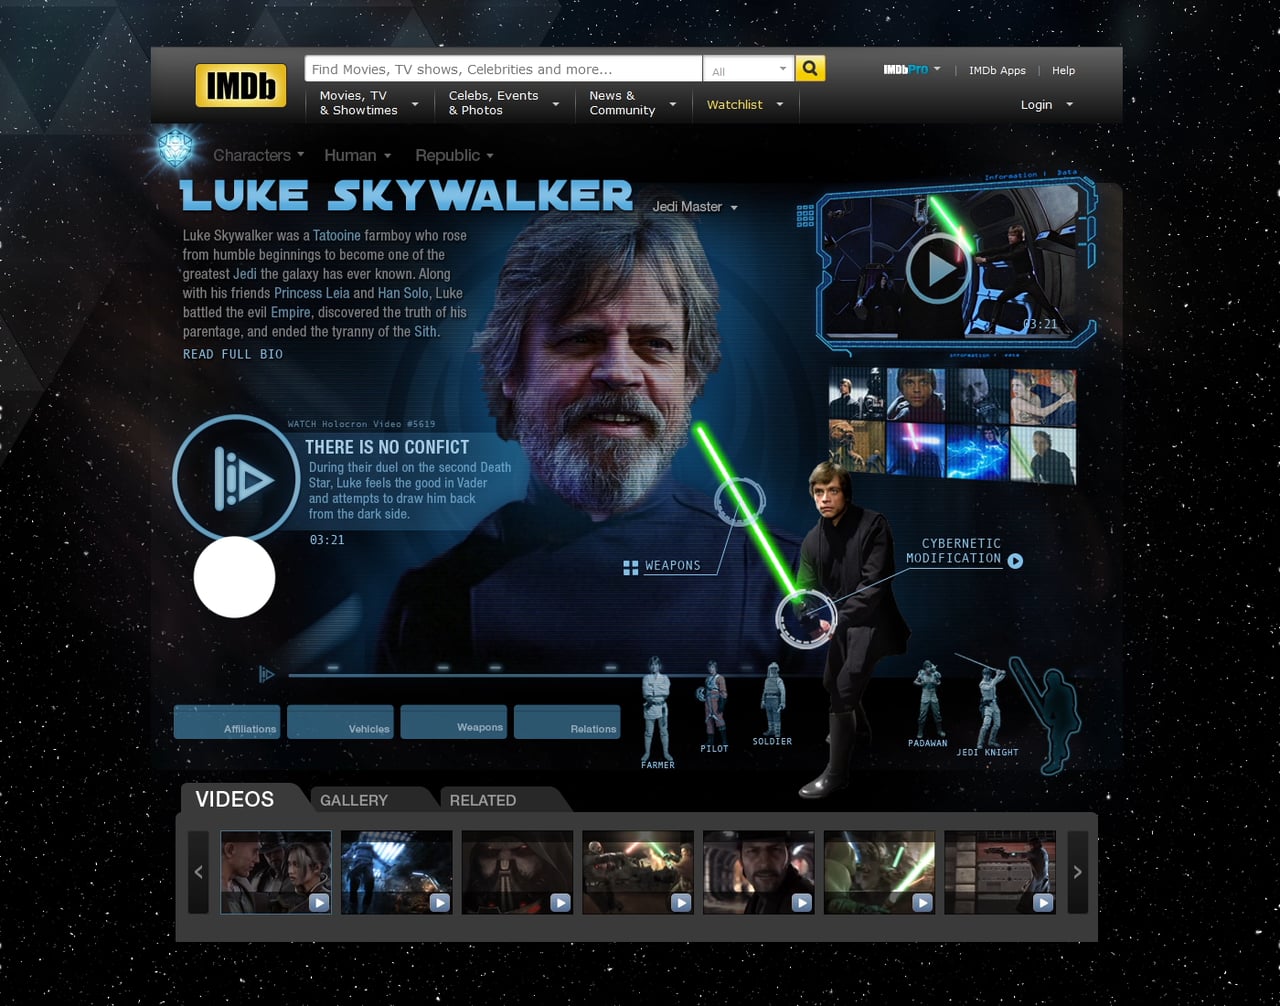 IMDb
Find Movies, TV shows, Celebrities and more...
All
IMDbPro
IMDb Apps
Help
Movies, TV
& Showtimes
Celebs, Events
& Photos
News &
Community
Watchlist
Login
Characters
Human
Republic
LUKE SKYWALKER
Jedi Master
Information : Data
Luke Skywalker was a Tatooine farmboy who rose
from humble beginnings to become one of the
greatest Jedi the galaxy has ever known. Along
with his friends Princess Leia and Han Solo, Luke
battled the evil Empire, discovered the truth of his
parentage, and ended the tyranny of the Sith.
READ FULL BIO
03:21
information : data
WATCH Holocron Video #5619
THERE IS NO CONFICT
During their duel on the second Death
Star, Luke feels the good in Vader
and attempts to draw him back
from the dark side.
03:21
WEAPONS
CYBERNETIC
MODIFICATION
Affiliations
Vehicles
Weapons
Relations
FARMER
PILOT
SOLDIER
PADAWAN
JEDI KNIGHT
VIDEOS
GALLERY
RELATED